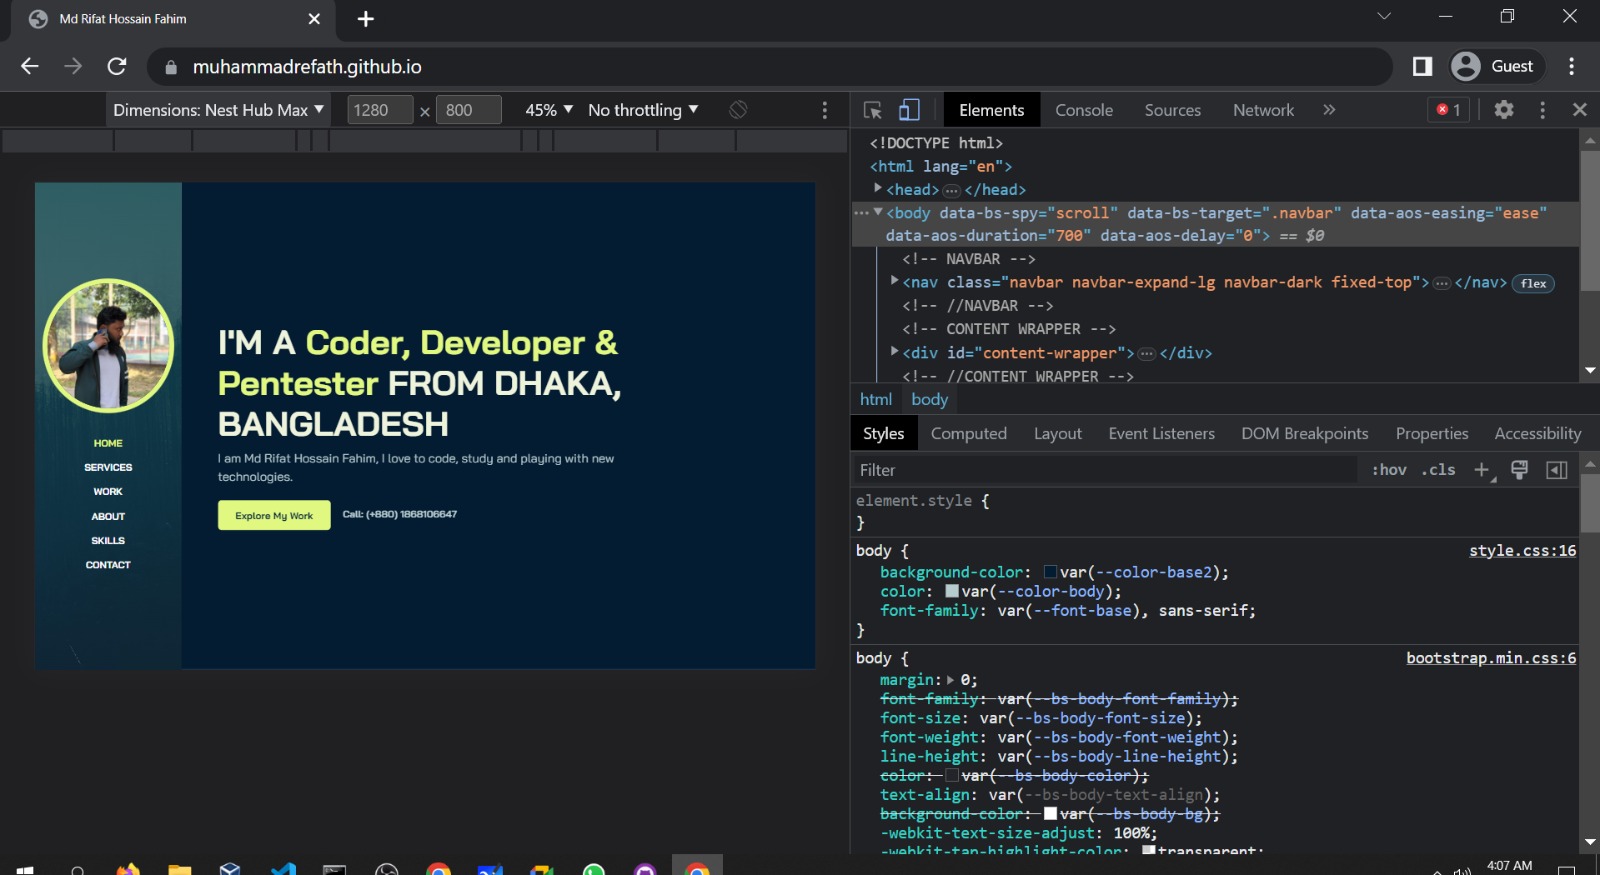 Md Rifat Hossain Fahim
muhammadrefath.github.io
Guest
Dimensions: Nest Hub Max ▼ 1280 × 800 45% ▼ No throttling ▼
Elements Console Sources Network » 1
<!DOCTYPE html>
<html lang="en">
<head> … </head>
<body data-bs-spy="scroll" data-bs-target=".navbar" data-aos-easing="ease"
data-aos-duration="700" data-aos-delay="0"> == $0
<!-- NAVBAR -->
<nav class="navbar navbar-expand-lg navbar-dark fixed-top"> … </nav> flex
<!-- //NAVBAR -->
<!-- CONTENT WRAPPER -->
<div id="content-wrapper"> … </div>
<!-- //CONTENT WRAPPER -->
html body
Styles Computed Layout Event Listeners DOM Breakpoints Properties Accessibility
Filter :hov .cls
element.style {
}
body { style.css:16
background-color: var(--color-base2);
color: var(--color-body);
font-family: var(--font-base), sans-serif;
}
body { bootstrap.min.css:6
margin: 0;
font-family: var(--bs-body-font-family);
font-size: var(--bs-body-font-size);
font-weight: var(--bs-body-font-weight);
line-height: var(--bs-body-line-height);
color: var(--bs-body-color);
text-align: var(--bs-body-text-align);
background-color: var(--bs-body-bg);
-webkit-text-size-adjust: 100%;
-webkit-tap-highlight-color: transparent;
HOME
SERVICES
WORK
ABOUT
SKILLS
CONTACT
I'M A Coder, Developer &
Pentester FROM DHAKA,
BANGLADESH
I am Md Rifat Hossain Fahim, I love to code, study and playing with new
technologies.
Explore My Work Call: (+880) 1868106647
4:07 AM